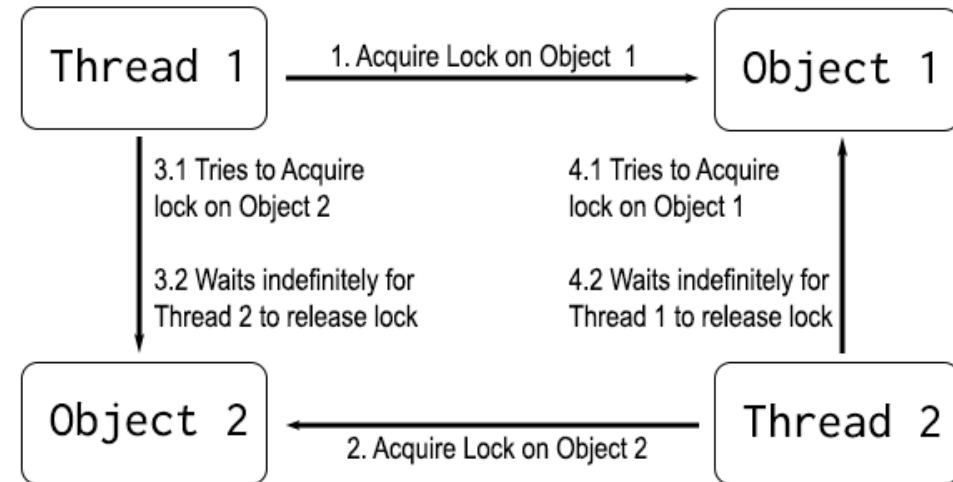 Thread 1
1. Acquire Lock on Object 1
Object 1
3.1 Tries to Acquire
lock on Object 2
4.1 Tries to Acquire
lock on Object 1
3.2 Waits indefinitely for
Thread 2 to release lock
4.2 Waits indefinitely for
Thread 1 to release lock
Object 2
2. Acquire Lock on Object 2
Thread 2